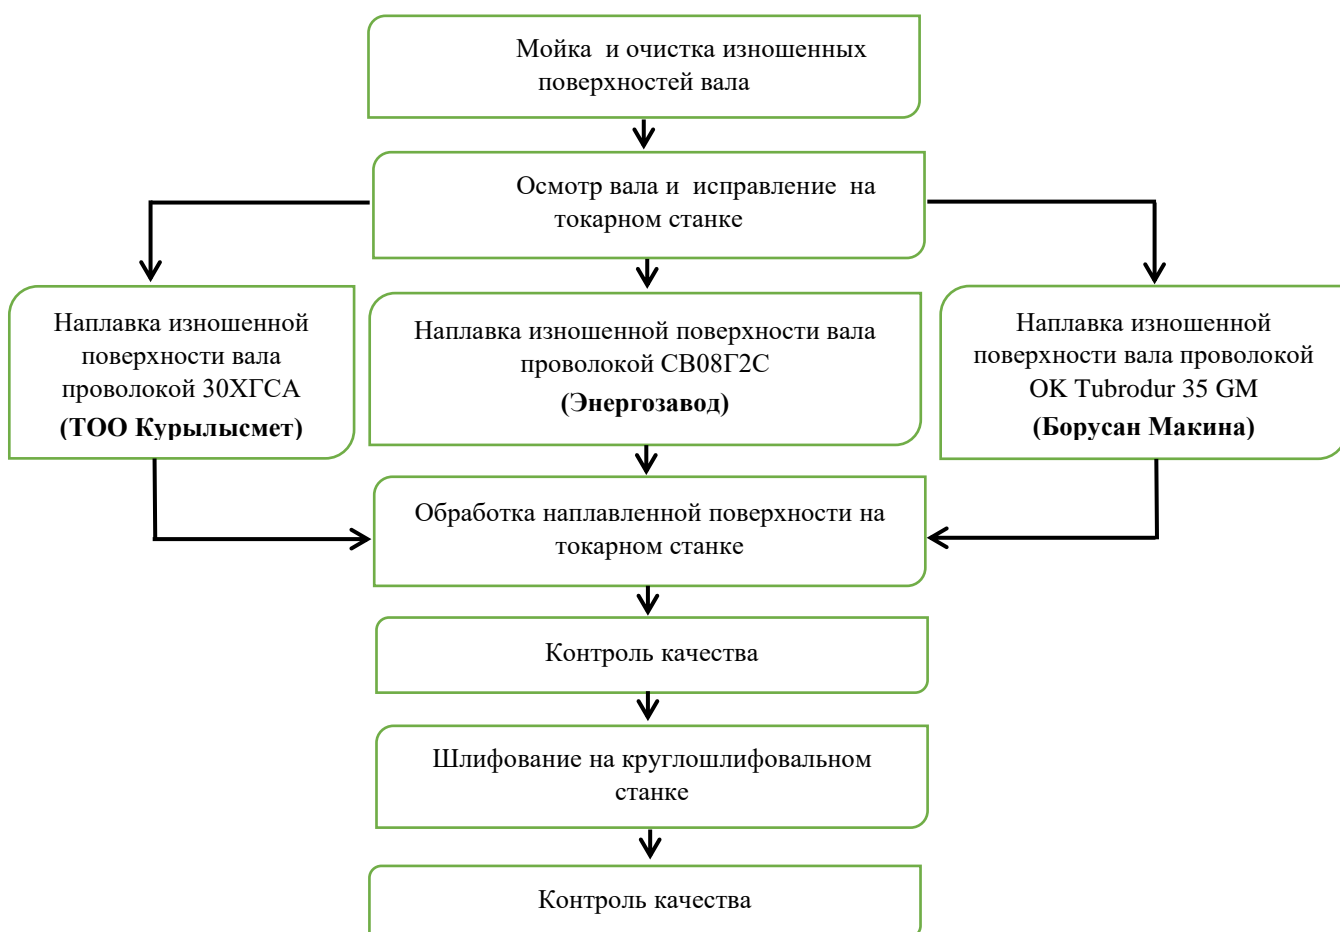 Мойка и очистка изношенных
поверхностей вала
Осмотр вала и исправление на
токарном станке
Наплавка изношенной
поверхности вала
проволокой 30ХГСА
(ТОО Курылысмет)
Наплавка изношенной поверхности вала
проволокой СВ08Г2С
(Энергозавод)
Наплавка изношенной
поверхности вала проволокой
OK Tubrodur 35 GM
(Борусан Макина)
Обработка наплавленной поверхности на
токарном станке
Контроль качества
Шлифование на круглошлифовальном
станке
Контроль качества